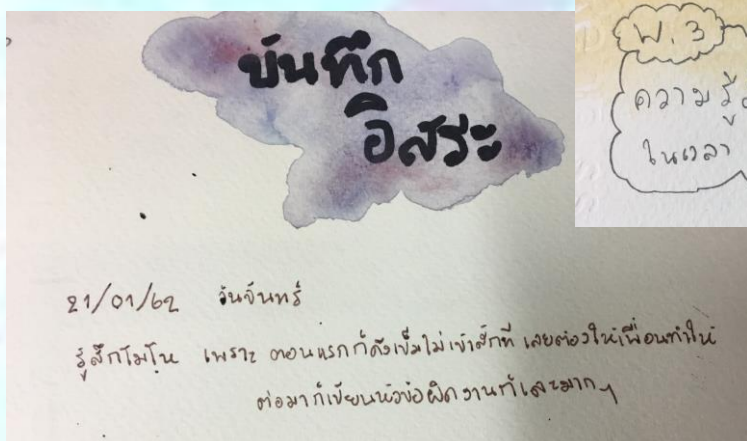 บันทึก
อิสระ
พ.3
ความรู้
ในเวลา
21/01/62 วันจันทร์
รู้สึกโมโห เพราะ ตอนแรกก็ เข็มไม่เข้าสักที เลยต้องให้เพื่อนทำให้
ต่อมาก็เขียนหัวข้อผิด งานก็เละมากๆ